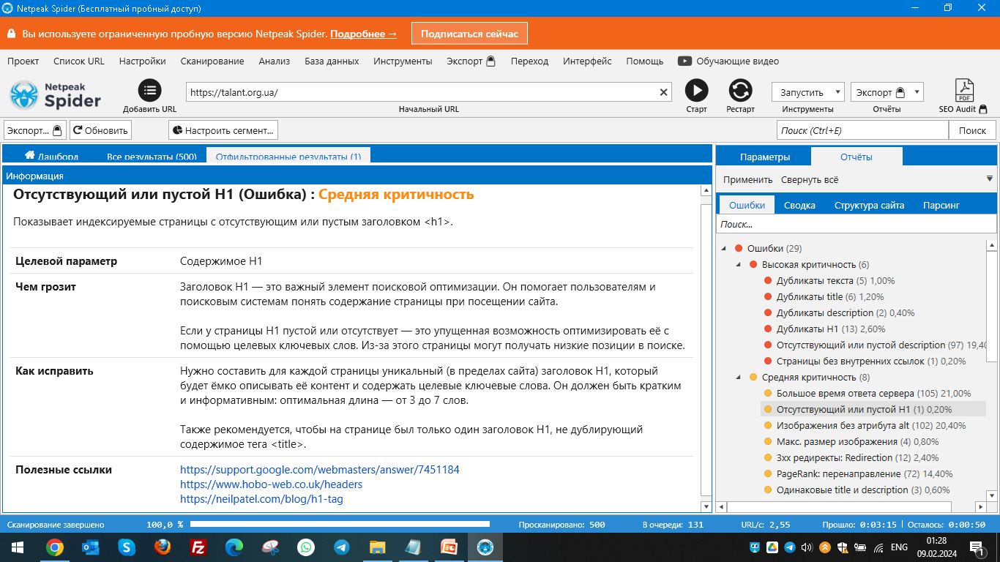 Netpeak Spider (Бесплатный пробный доступ)
Вы используете ограниченную пробную версию Netpeak Spider. Подробнее → Подписаться сейчас
Проект Список URL Настройки Сканирование Анализ База данных Инструменты Экспорт Переход Интерфейс Помощь Обучающие видео
Netpeak
Spider
Добавить URL
https://talant.org.ua/
Начальный URL
Старт
Рестарт
Запустить
Инструменты
Экспорт
Отчёты
PDF
SEO Audit
Экспорт... Обновить Настроить сегмент... Поиск (Ctrl+E) Поиск
Дашборд Все результаты (500) Отфильтрованные результаты (1)
Информация
Отсутствующий или пустой H1 (Ошибка) : Средняя критичность
Показывает индексируемые страницы с отсутствующим или пустым заголовком <h1>.
Целевой параметр Содержимое H1
Чем грозит Заголовок H1 — это важный элемент поисковой оптимизации. Он помогает пользователям и
поисковым системам понять содержание страницы при посещении сайта.
Если у страницы H1 пустой или отсутствует — это упущенная возможность оптимизировать её с
помощью целевых ключевых слов. Из-за этого страницы могут получать низкие позиции в поиске.
Как исправить Нужно составить для каждой страницы уникальный (в пределах сайта) заголовок H1, который
будет ёмко описывать её контент и содержать целевые ключевые слова. Он должен быть кратким
и информативным: оптимальная длина — от 3 до 7 слов.
Также рекомендуется, чтобы на странице был только один заголовок H1, не дублирующий
содержимое тега <title>.
Полезные ссылки https://support.google.com/webmasters/answer/7451184
https://www.hobo-web.co.uk/headers
https://neilpatel.com/blog/h1-tag
Параметры Отчёты
Применить Свернуть всё
Ошибки Сводка Структура сайта Парсинг
Поиск...
Ошибки (29)
Высокая критичность (6)
Дубликаты текста (5) 1,00%
Дубликаты title (6) 1,20%
Дубликаты description (2) 0,40%
Дубликаты H1 (13) 2,60%
Отсутствующий или пустой description (97) 19,40
Страницы без внутренних ссылок (1) 0,20%
Средняя критичность (8)
Большое время ответа сервера (105) 21,00%
Отсутствующий или пустой H1 (1) 0,20%
Изображения без атрибута alt (102) 20,40%
Макс. размер изображения (4) 0,80%
3xx редиректы: Redirection (12) 2,40%
PageRank: перенаправление (72) 14,40%
Одинаковые title и description (3) 0,60%
Сканирование завершено 100,0 % Просканировано: 500 В очереди: 131 URL/с: 2,55 Прошло: 0:03:15 Осталось: 0:00:50
ENG
01:28
09.02.2024
1